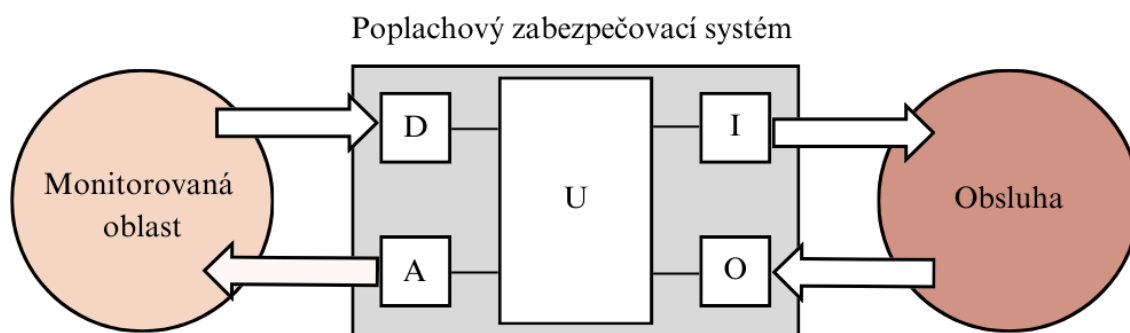 Poplachový zabezpečovací systém
D
I
Monitorovaná
oblast
U
Obsluha
A
O